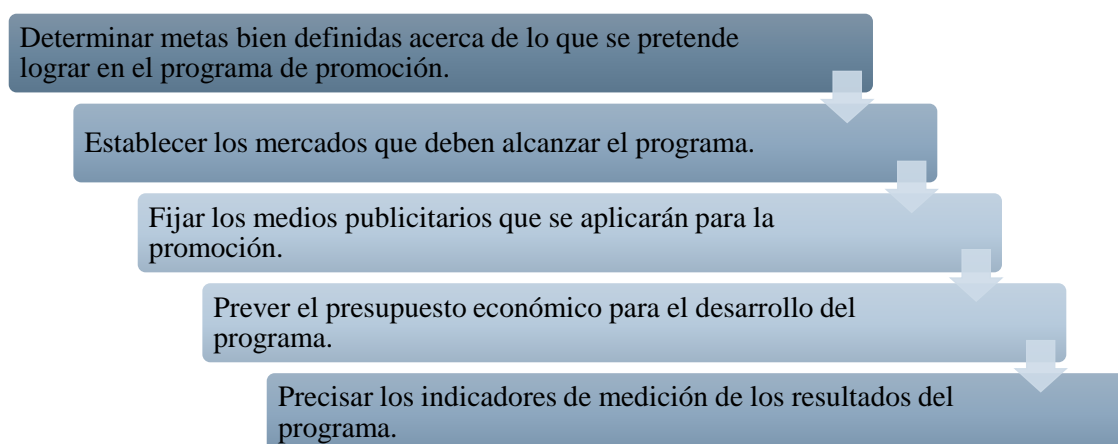 Determinar metas bien definidas acerca de lo que se pretende
lograr en el programa de promoción.
Establecer los mercados que deben alcanzar el programa.
Fijar los medios publicitarios que se aplicarán para la
promoción.
Prever el presupuesto económico para el desarrollo del
programa.
Precisar los indicadores de medición de los resultados del
programa.